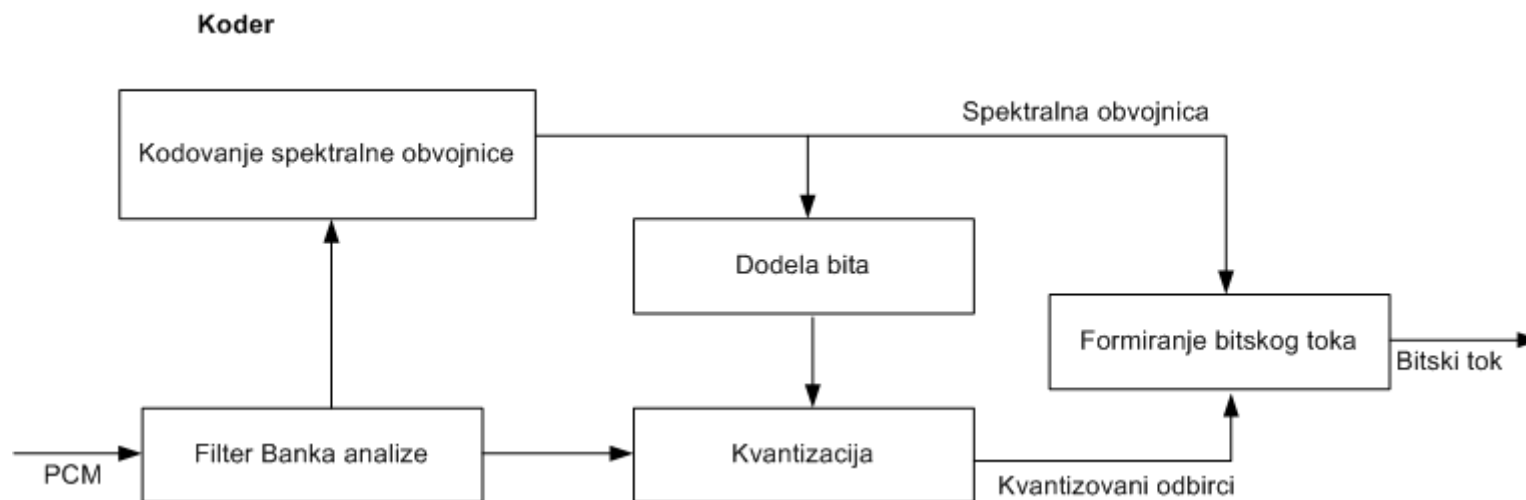 Koder
Spektralna obvojnica
Kodovanje spektralne obvojnice
Dodela bita
Formiranje bitskog toka
Bitski tok
Filter Banka analize
Kvantizacija
PCM
Kvantizovani odbirci